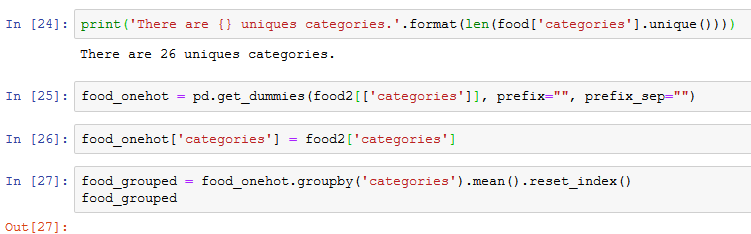 In [24]: print('There are {} uniques categories.'.format(len(food['categories'].unique())))
There are 26 uniques categories.
In [25]: food_onehot = pd.get_dummies(food2[['categories']], prefix="", prefix_sep="")
In [26]: food_onehot['categories'] = food2['categories']
In [27]: food_grouped = food_onehot.groupby('categories').mean().reset_index()
food_grouped
Out[27]: